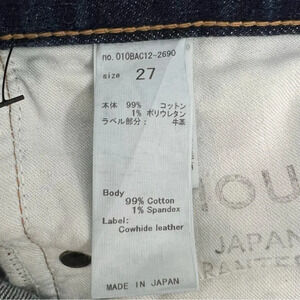 no. 010BAC12-2690
size 27
本体 99% コットン
1% ポリウレタン
ラベル部分: 牛革
Body
99% Cotton
1% Spandex
Label:
Cowhide leather
MADE IN JAPAN
JAPAN